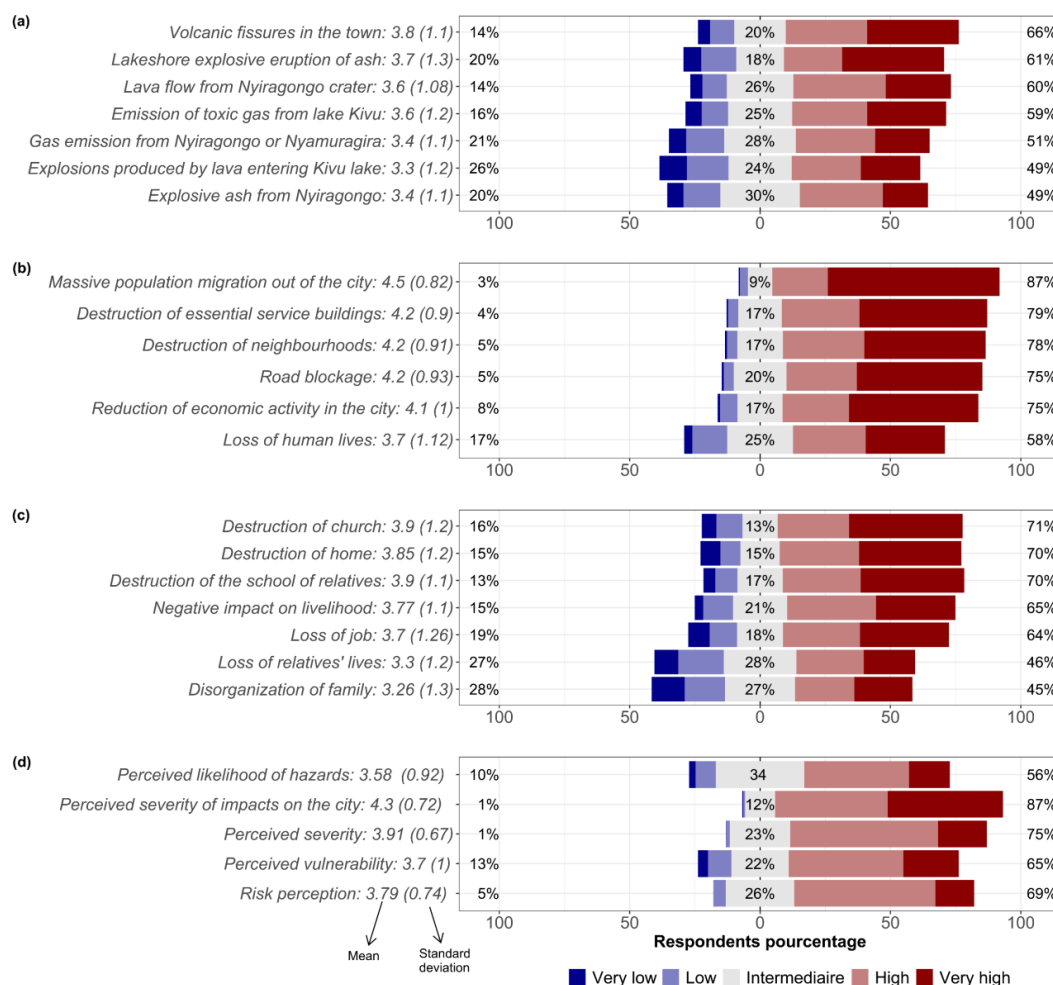 (a)
Volcanic fissures in the town: 3.8 (1.1) 14% 20% 66%
Lakeshore explosive eruption of ash: 3.7 (1.3) 20% 18% 61%
Lava flow from Nyiragongo crater: 3.6 (1.08) 14% 26% 60%
Emission of toxic gas from lake Kivu: 3.6 (1.2) 16% 25% 59%
Gas emission from Nyiragongo or Nyamuragira: 3.4 (1.1) 21% 28% 51%
Explosions produced by lava entering Kivu lake: 3.3 (1.2) 26% 24% 49%
Explosive ash from Nyiragongo: 3.4 (1.1) 20% 30% 49%
100 50 0 50 100
(b)
Massive population migration out of the city: 4.5 (0.82) 3% 9% 87%
Destruction of essential service buildings: 4.2 (0.9) 4% 17% 79%
Destruction of neighbourhoods: 4.2 (0.91) 5% 17% 78%
Road blockage: 4.2 (0.93) 5% 20% 75%
Reduction of economic activity in the city: 4.1 (1) 8% 17% 75%
Loss of human lives: 3.7 (1.12) 17% 25% 58%
100 50 0 50 100
(c)
Destruction of church: 3.9 (1.2) 16% 13% 71%
Destruction of home: 3.85 (1.2) 15% 15% 70%
Destruction of the school of relatives: 3.9 (1.1) 13% 17% 70%
Negative impact on livelihood: 3.77 (1.1) 15% 21% 65%
Loss of job: 3.7 (1.26) 19% 18% 64%
Loss of relatives' lives: 3.3 (1.2) 27% 28% 46%
Disorganization of family: 3.26 (1.3) 28% 27% 45%
100 50 0 50 100
(d)
Perceived likelihood of hazards: 3.58 (0.92) 10% 34 56%
Perceived severity of impacts on the city: 4.3 (0.72) 1% 12% 87%
Perceived severity: 3.91 (0.67) 1% 23% 75%
Perceived vulnerability: 3.7 (1) 13% 22% 65%
Risk perception: 3.79 (0.74) 5% 26% 69%
100 50 0 50 100
Mean
Standard
deviation
Respondents pourcentage
Very low Low Intermediaire High Very high